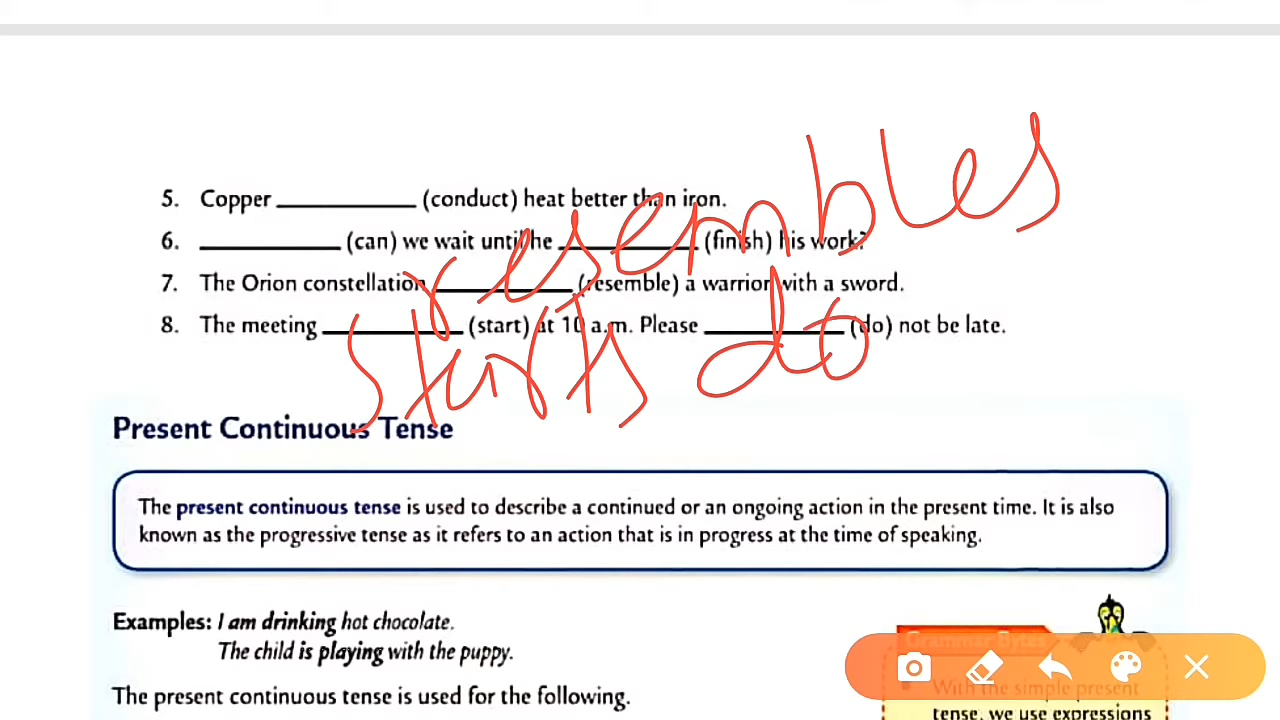 5. Copper ____________ (conduct) heat better than iron.
6. ____________ (can) we wait until he ____________ (finish) his work?
7. The Orion constellation ____________ (resemble) a warrior with a sword.
resembles
8. The meeting ____________ (start) at 10 a.m. Please ____________ (do) not be late.
starts do
Present Continuous Tense
The present continuous tense is used to describe a continued or an ongoing action in the present time. It is also
known as the progressive tense as it refers to an action that is in progress at the time of speaking.
Examples: I am drinking hot chocolate.
The child is playing with the puppy.
Grammar Bytes
The present continuous tense is used for the following.
• With the simple present
tense, we use expressions